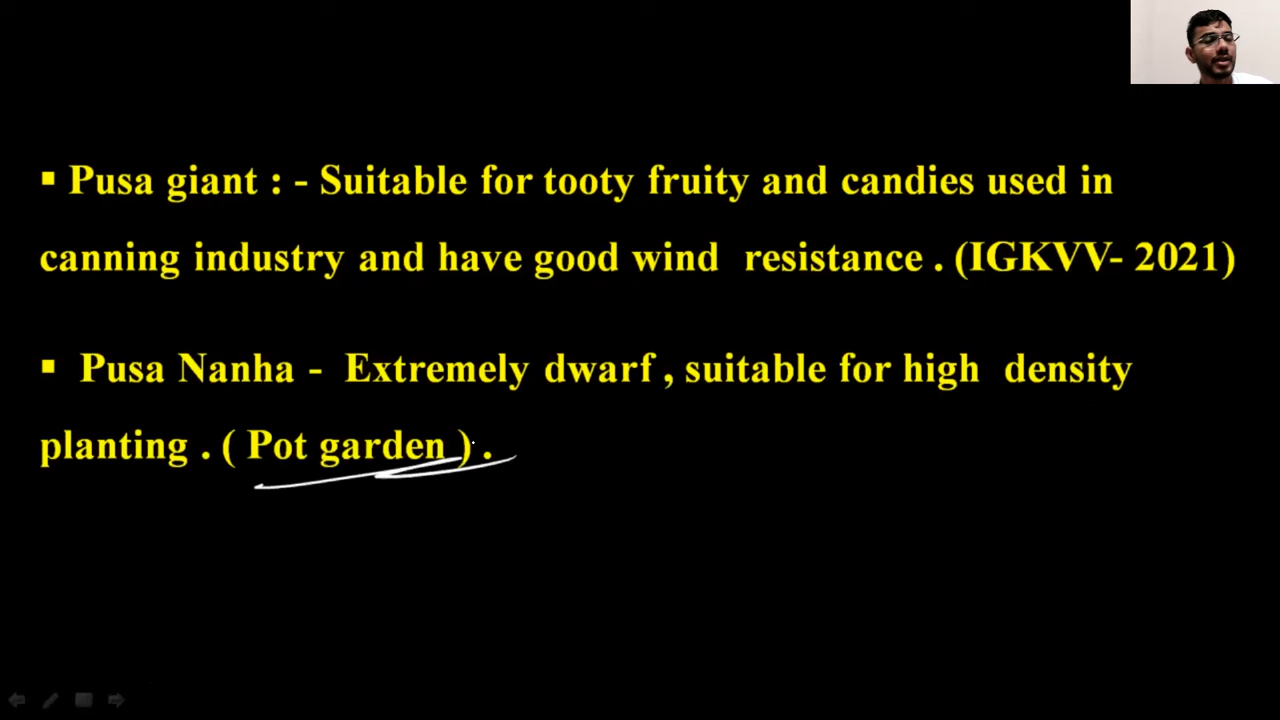 ▪ Pusa giant : - Suitable for tooty fruity and candies used in
canning industry and have good wind resistance . (IGKVV- 2021)
▪ Pusa Nanha - Extremely dwarf , suitable for high density
planting . ( Pot garden ) .